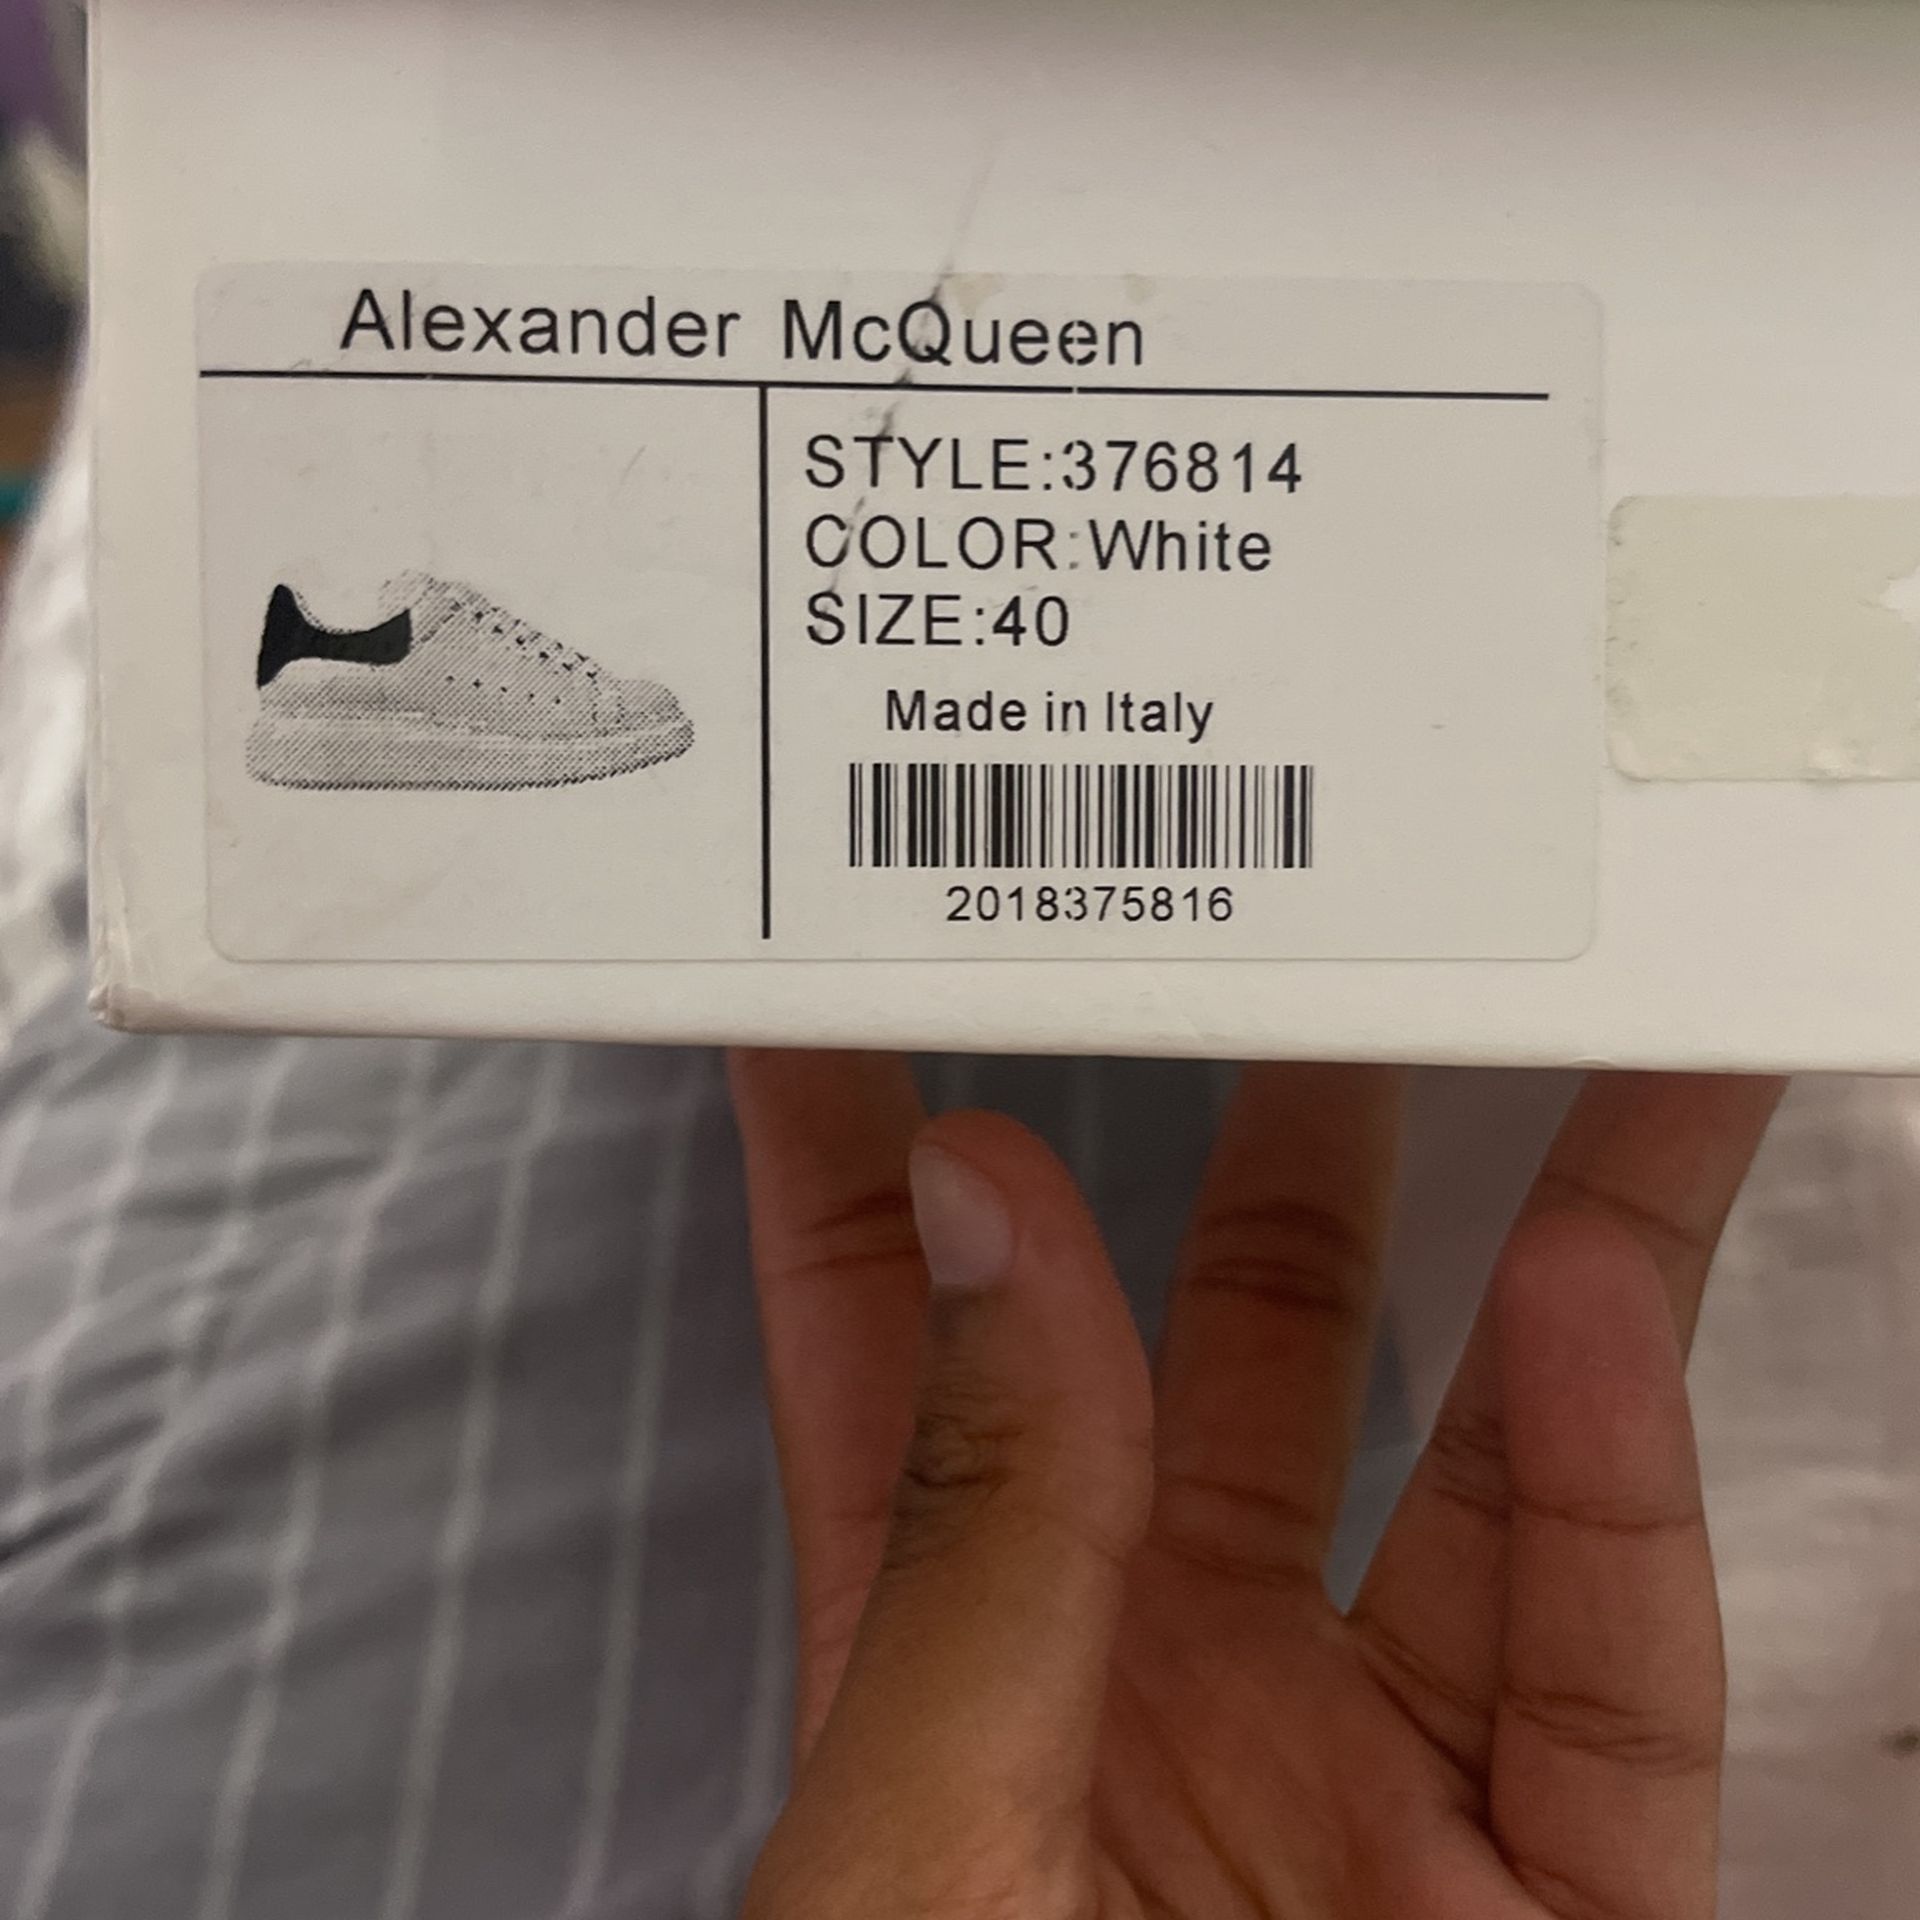 Alexander McQueen
STYLE:376814
COLOR:White
SIZE:40
Made in Italy
2018375816